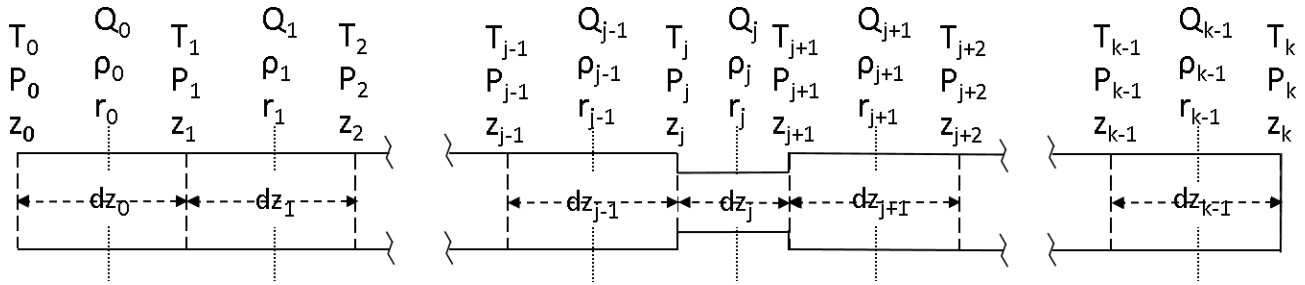 Q₀ Q₁ Qⱼ₋₁ Qⱼ Qⱼ₊₁ Qₖ₋₁
T₀ T₁ T₂ Tⱼ₋₁ Tⱼ Tⱼ₊₁ Tⱼ₊₂ Tₖ₋₁ Tₖ
ρ₀ ρ₁ ρⱼ₋₁ ρⱼ ρⱼ₊₁ ρₖ₋₁
P₀ P₁ P₂ Pⱼ₋₁ Pⱼ Pⱼ₊₁ Pⱼ₊₂ Pₖ₋₁ Pₖ
r₀ r₁ rⱼ₋₁ rⱼ rⱼ₊₁ rₖ₋₁
z₀ z₁ z₂ zⱼ₋₁ zⱼ zⱼ₊₁ zⱼ₊₂ zₖ₋₁ zₖ
dz₀ dz₁ dzⱼ₋₁ dzⱼ dzⱼ₊₁ dzₖ₋₁